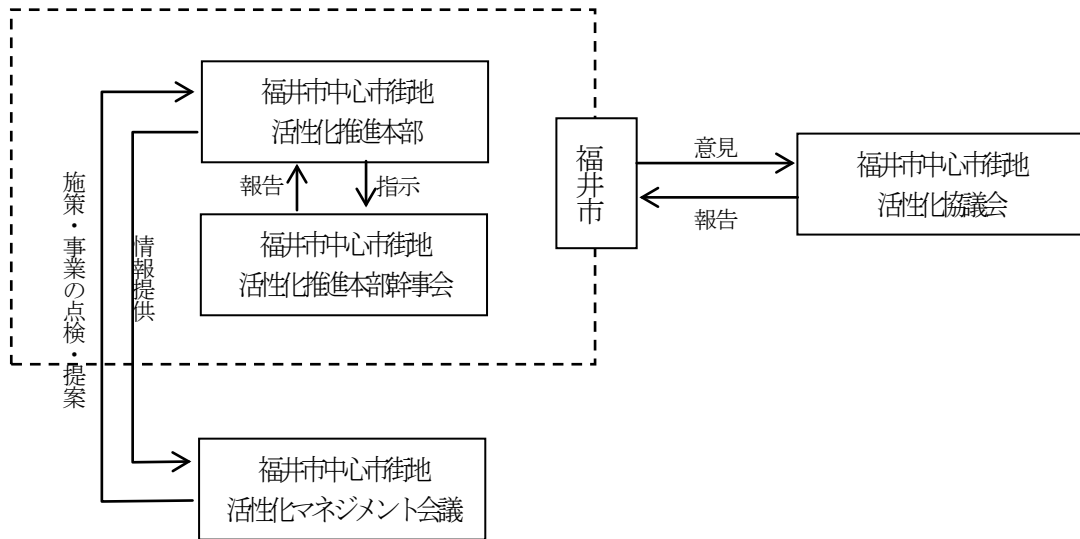 福井市中心市街地
活性化推進本部
報告
指示
福井市中心市街地
活性化推進本部幹事会
施策・事業の点検・提案
情報提供
福井市
意見
報告
福井市中心市街地
活性化協議会
福井市中心市街地
活性化マネジメント会議